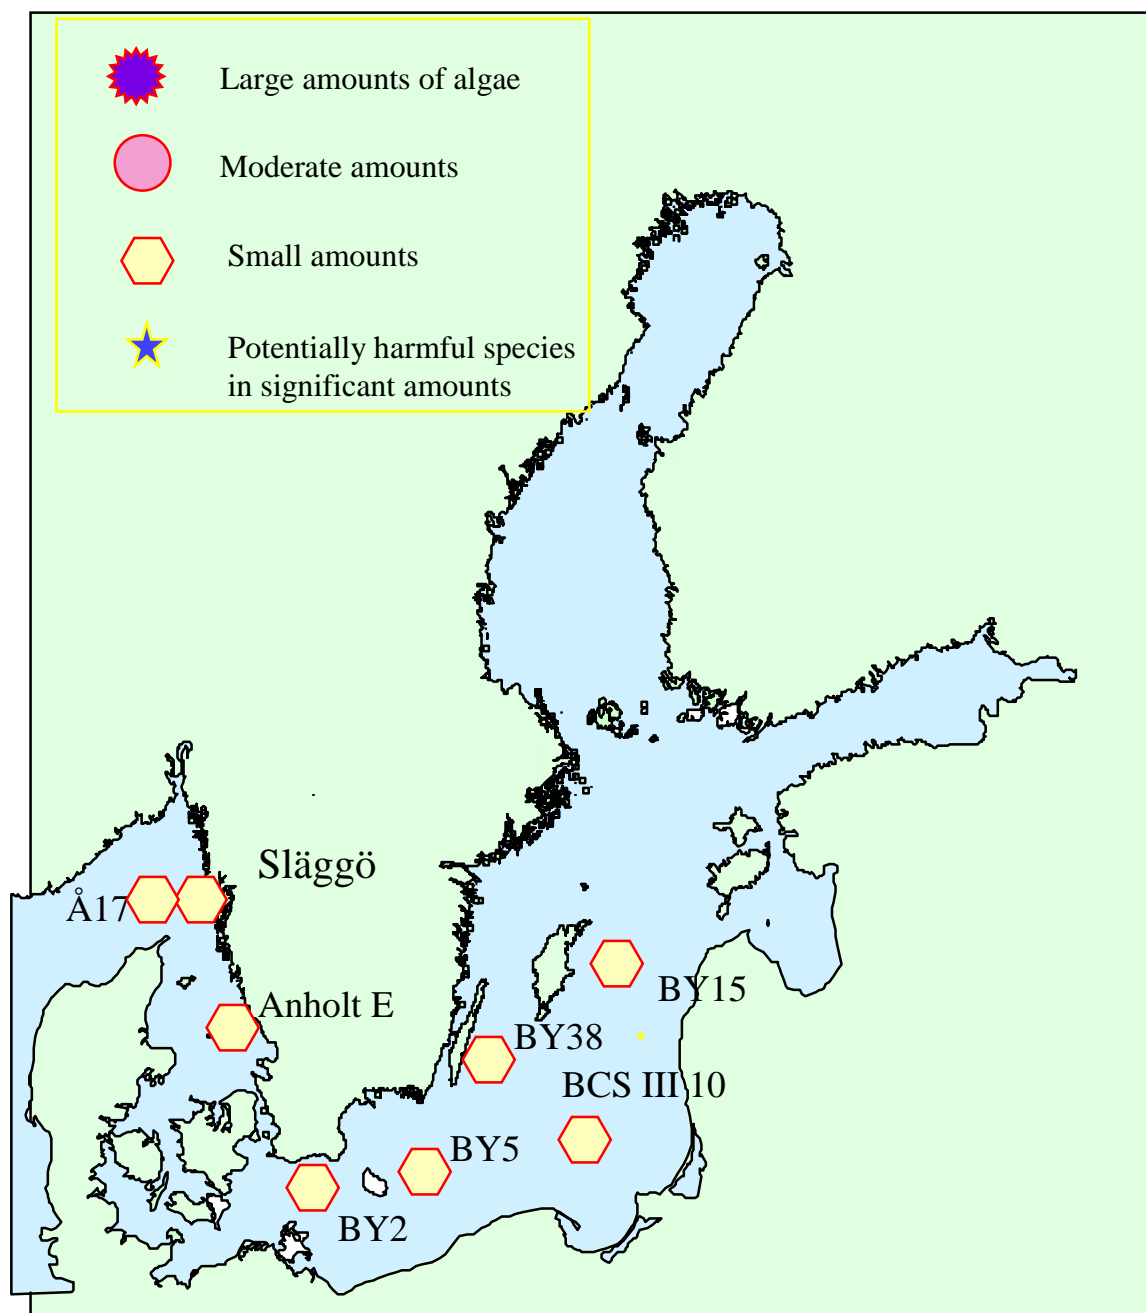 Large amounts of algae
Moderate amounts
Small amounts
Potentially harmful species
in significant amounts
Släggö
Å17
Anholt E
BY15
BY38
BCS III 10
BY5
BY2